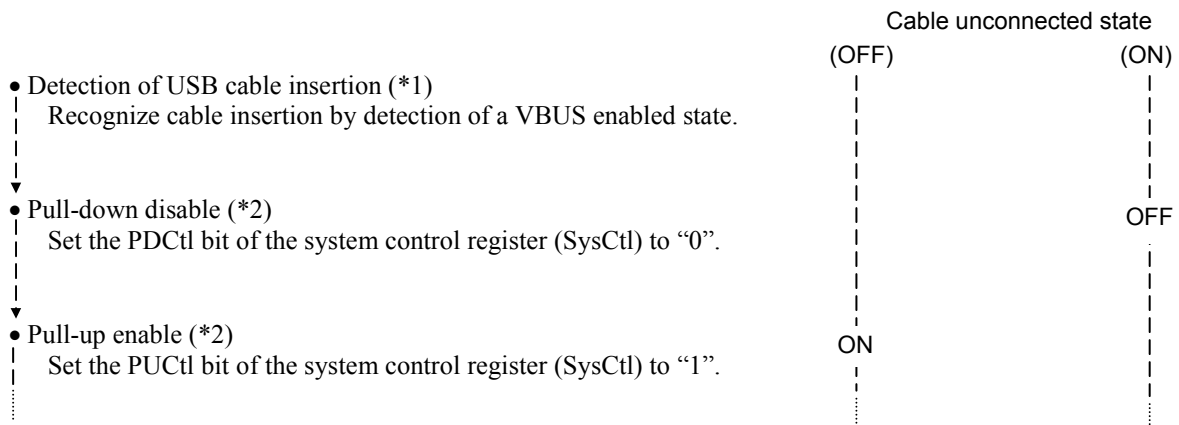 Cable unconnected state
(OFF) (ON)
• Detection of USB cable insertion (*1)
Recognize cable insertion by detection of a VBUS enabled state.
• Pull-down disable (*2)
OFF
Set the PDCtl bit of the system control register (SysCtl) to “0”.
• Pull-up enable (*2)
ON
Set the PUCtl bit of the system control register (SysCtl) to “1”.